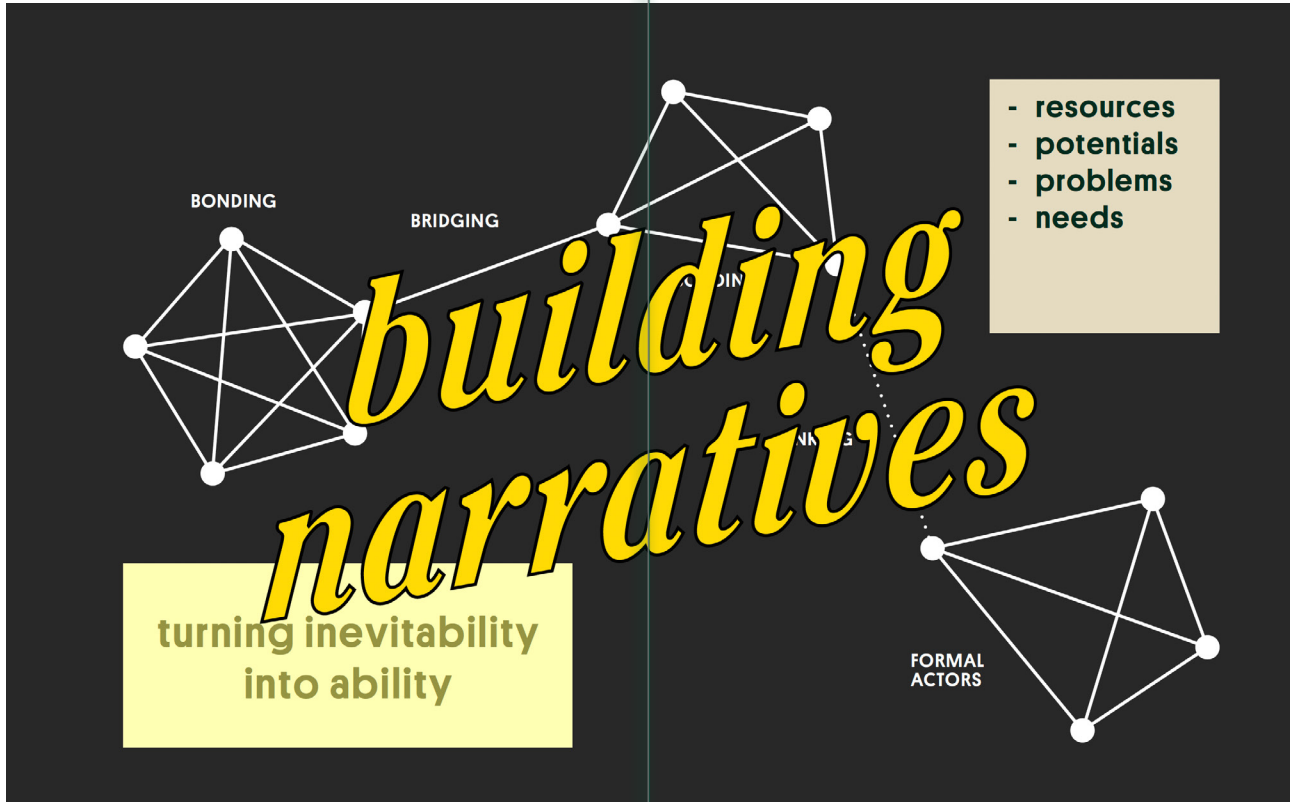 BONDING
BRIDGING
- resources
- potentials
- problems
- needs
building
narratives
turning inevitability
into ability
FORMAL
ACTORS